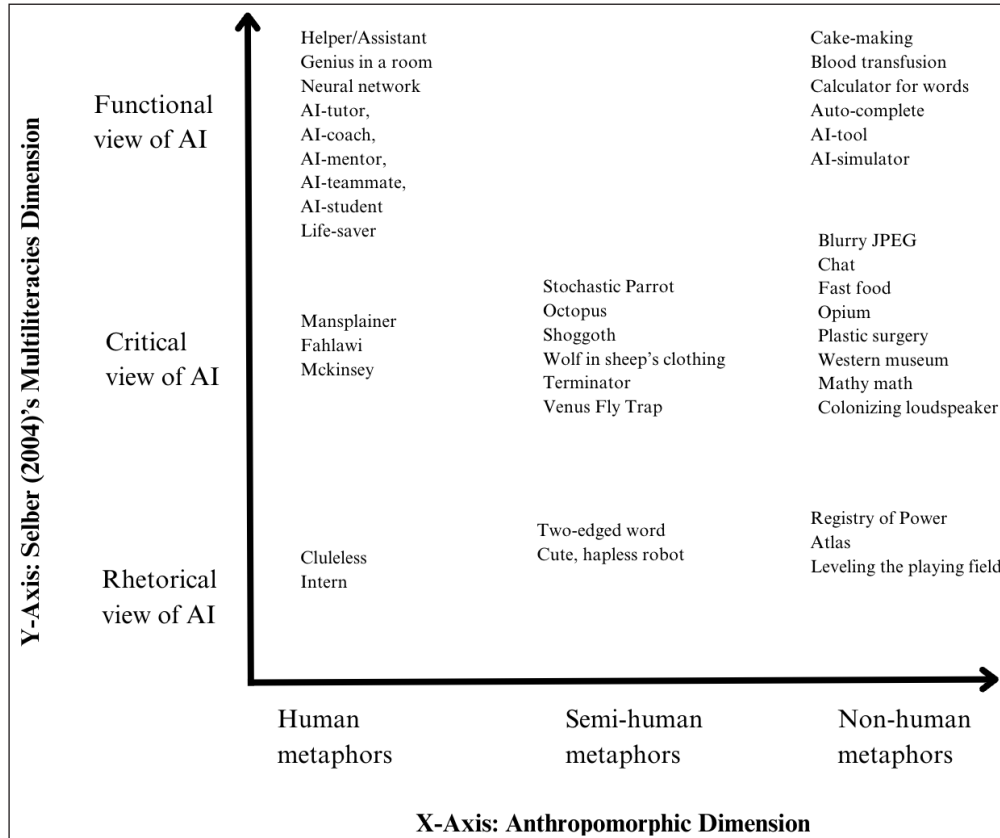 Y-Axis: Selber (2004)'s Multiliteracies Dimension
Functional
view of AI
Helper/Assistant
Genius in a room
Neural network
AI-tutor,
AI-coach,
AI-mentor,
AI-teammate,
AI-student
Life-saver
Cake-making
Blood transfusion
Calculator for words
Auto-complete
AI-tool
AI-simulator
Critical
view of AI
Mansplainer
Fahlawi
Mckinsey
Stochastic Parrot
Octopus
Shoggoth
Wolf in sheep's clothing
Terminator
Venus Fly Trap
Blurry JPEG
Chat
Fast food
Opium
Plastic surgery
Western museum
Mathy math
Colonizing loudspeaker
Rhetorical
view of AI
Cluleless
Intern
Two-edged word
Cute, hapless robot
Registry of Power
Atlas
Leveling the playing field
Human
metaphors
Semi-human
metaphors
Non-human
metaphors
X-Axis: Anthropomorphic Dimension